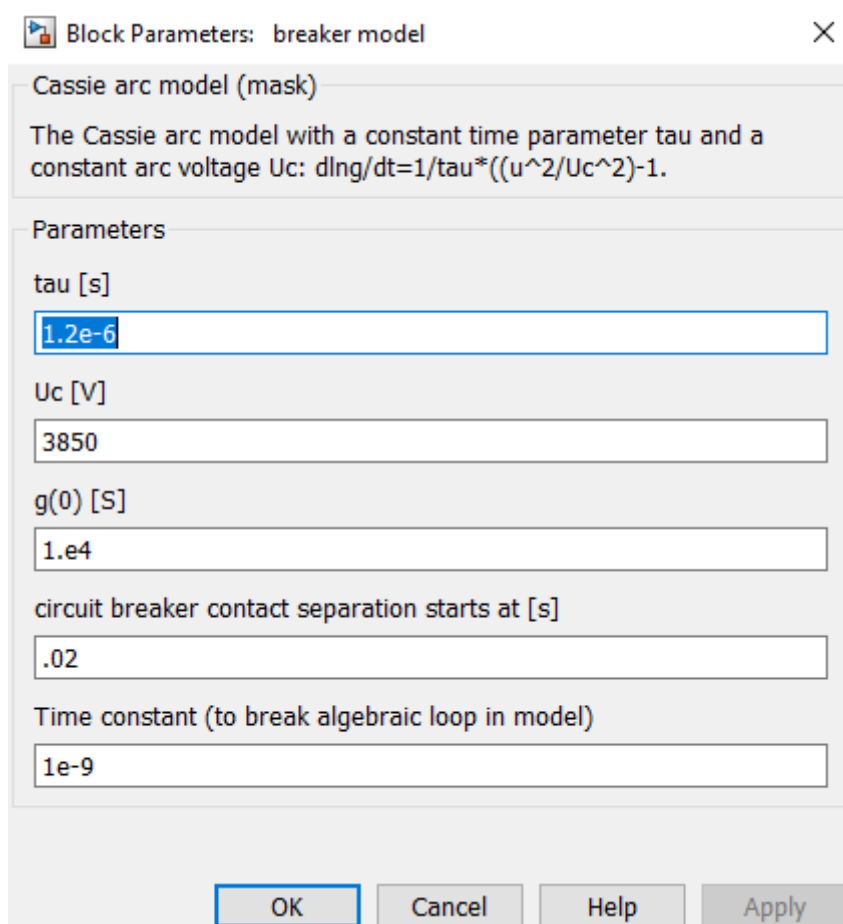 Block Parameters: breaker model
Cassie arc model (mask)
The Cassie arc model with a constant time parameter tau and a
constant arc voltage Uc: dlng/dt=1/tau*((u^2/Uc^2)-1.
Parameters
tau [s]
1.2e-6
Uc [V]
3850
g(0) [S]
1.e4
circuit breaker contact separation starts at [s]
.02
Time constant (to break algebraic loop in model)
1e-9
OK Cancel Help Apply